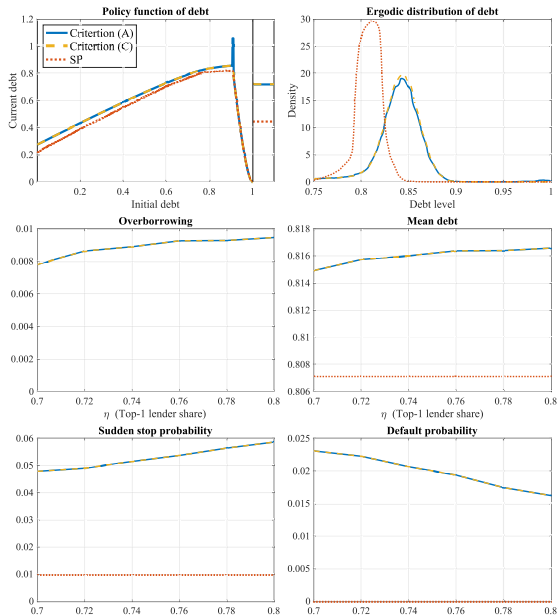 Policy function of debt
Ergodic distribution of debt
1.2
1
0.8
0.6
0.4
0.2
0
Current debt
Critertion (A)
Critertion (C)
SP
0.2 0.4 0.6 0.8 1
Initial debt
30
25
20
15
10
5
0
Density
0.75 0.8 0.85 0.9 0.95 1
Debt level
Overborrowing
Mean debt
0.01
0.008
0.006
0.004
0.002
0
0.7 0.72 0.74 0.76 0.78 0.8
η (Top-1 lender share)
0.818
0.816
0.814
0.812
0.81
0.808
0.806
0.7 0.72 0.74 0.76 0.78 0.8
η (Top-1 lender share)
Sudden stop probability
Default probability
0.06
0.05
0.04
0.03
0.02
0.01
0.01
0
0.7 0.72 0.74 0.76 0.78 0.8
0.025
0.02
0.015
0.01
0.005
0
0.7 0.72 0.74 0.76 0.78 0.8